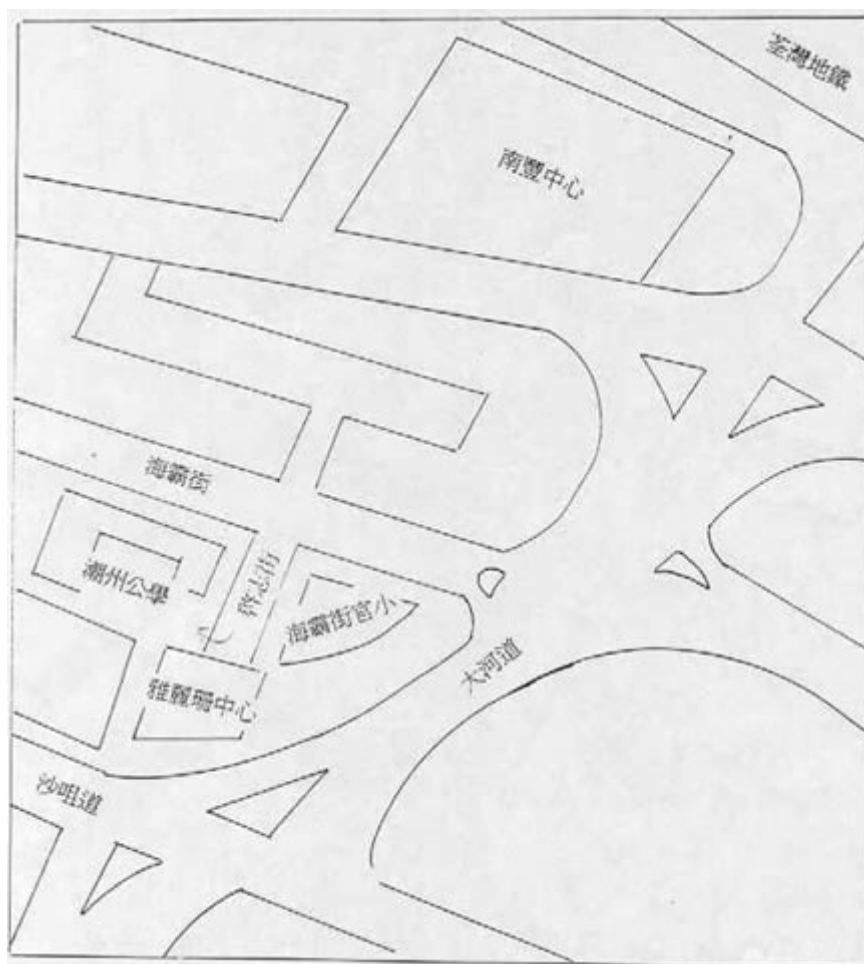 荃灣地鐵
南豐中心
海霸街
潮州公學
啓志街
海霸街官小
大河道
雅麗珊中心
沙咀道